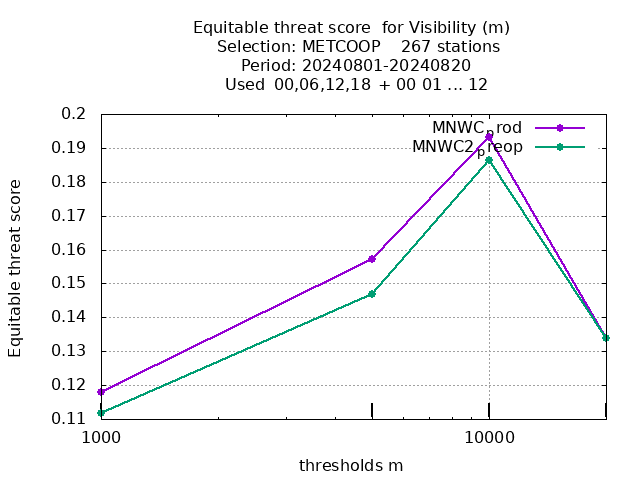 Equitable threat score for Visibility (m)
Selection: METCOOP 267 stations
Period: 20240801-20240820
Used 00,06,12,18 + 00 01 ... 12
MNWC_prod
MNWC2_preop
Equitable threat score
0.2
0.19
0.18
0.17
0.16
0.15
0.14
0.13
0.12
0.11
1000
10000
thresholds m